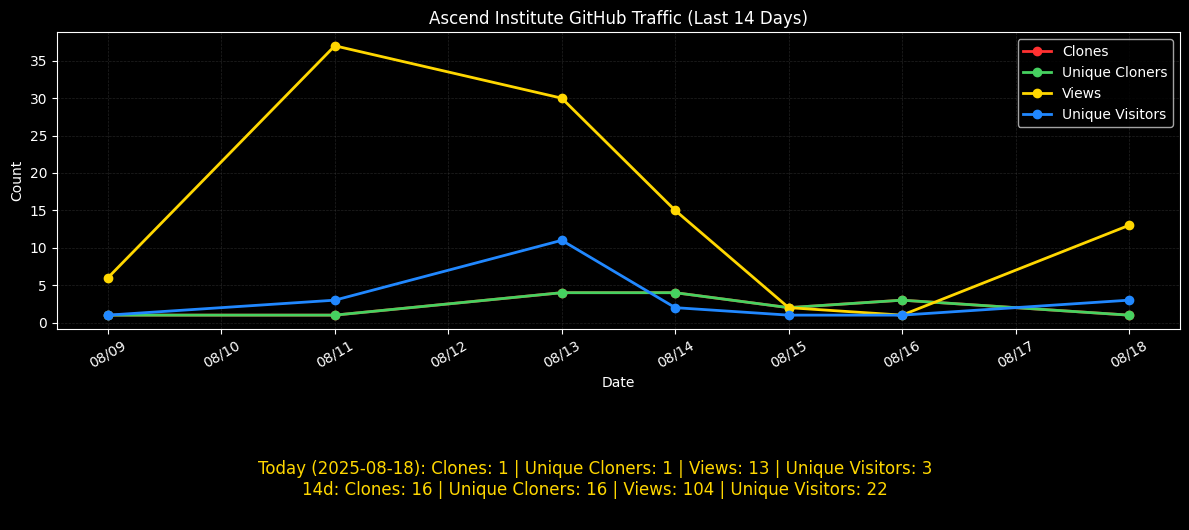 Ascend Institute GitHub Traffic (Last 14 Days)
Clones
Unique Cloners
Views
Unique Visitors
Count
35
30
25
20
15
10
5
0
08/09
08/10
08/11
08/12
08/13
08/14
08/15
08/16
08/17
08/18
Date
Today (2025-08-18): Clones: 1 | Unique Cloners: 1 | Views: 13 | Unique Visitors: 3
14d: Clones: 16 | Unique Cloners: 16 | Views: 104 | Unique Visitors: 22